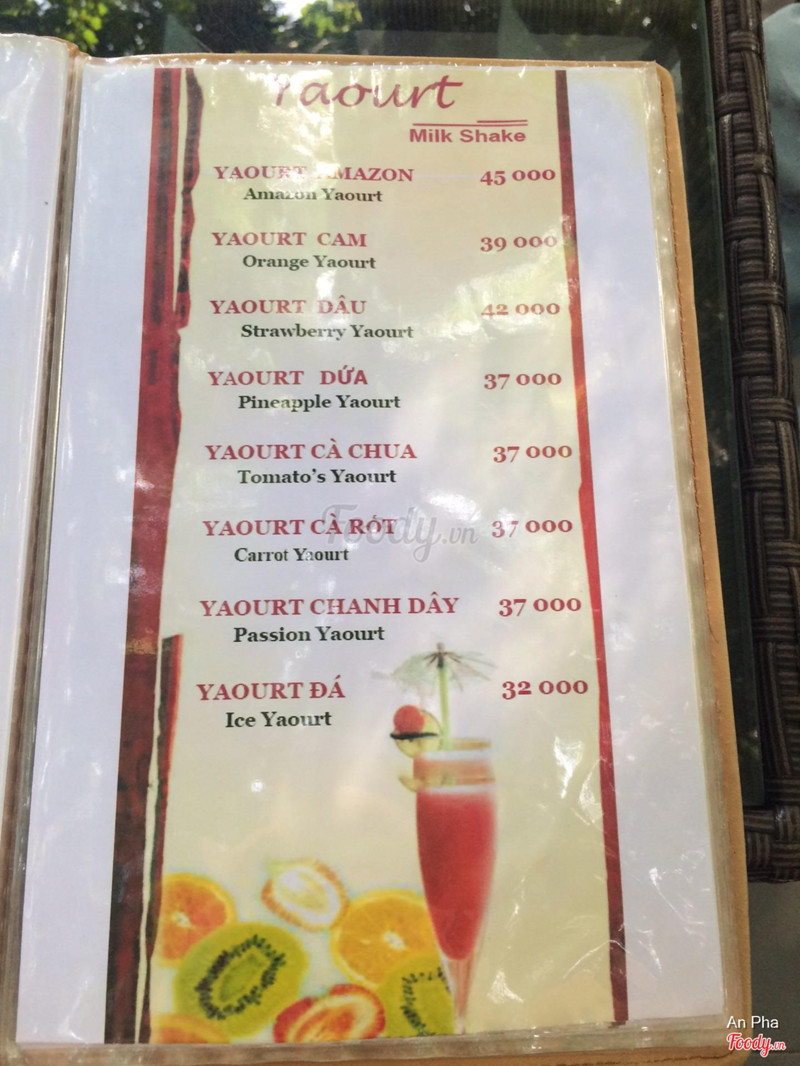 Yaourt
Milk Shake
YAOURT AMAZON 45 000
Amazon Yaourt
YAOURT CAM 39 000
Orange Yaourt
YAOURT DÂU 42 000
Strawberry Yaourt
YAOURT DỨA 37 000
Pineapple Yaourt
YAOURT CÀ CHUA 37 000
Tomato's Yaourt
YAOURT CÀ RỐT 37 000
Foody.vn
Carrot Yaourt
YAOURT CHANH DÂY 37 000
Passion Yaourt
YAOURT ĐÁ 32 000
Ice Yaourt
An Pha
Foody.vn